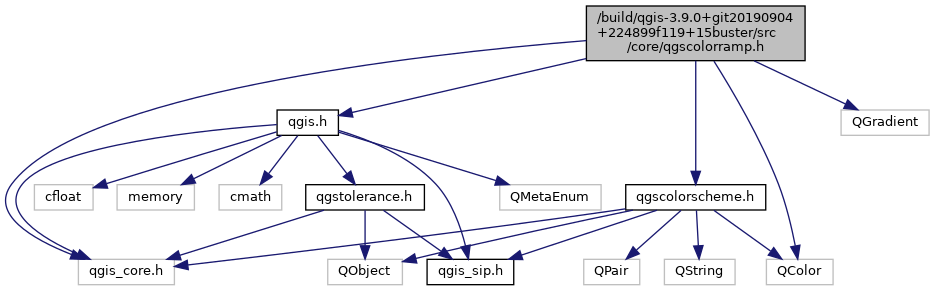 /build/qgis-3.9.0+git20190904
+224899f119+15buster/src
/core/qgscolorramp.h
qgis.h
QGradient
cfloat
memory
cmath
qgstolerance.h
QMetaEnum
qgscolorscheme.h
qgis_core.h
QObject
qgis_sip.h
QPair
QString
QColor